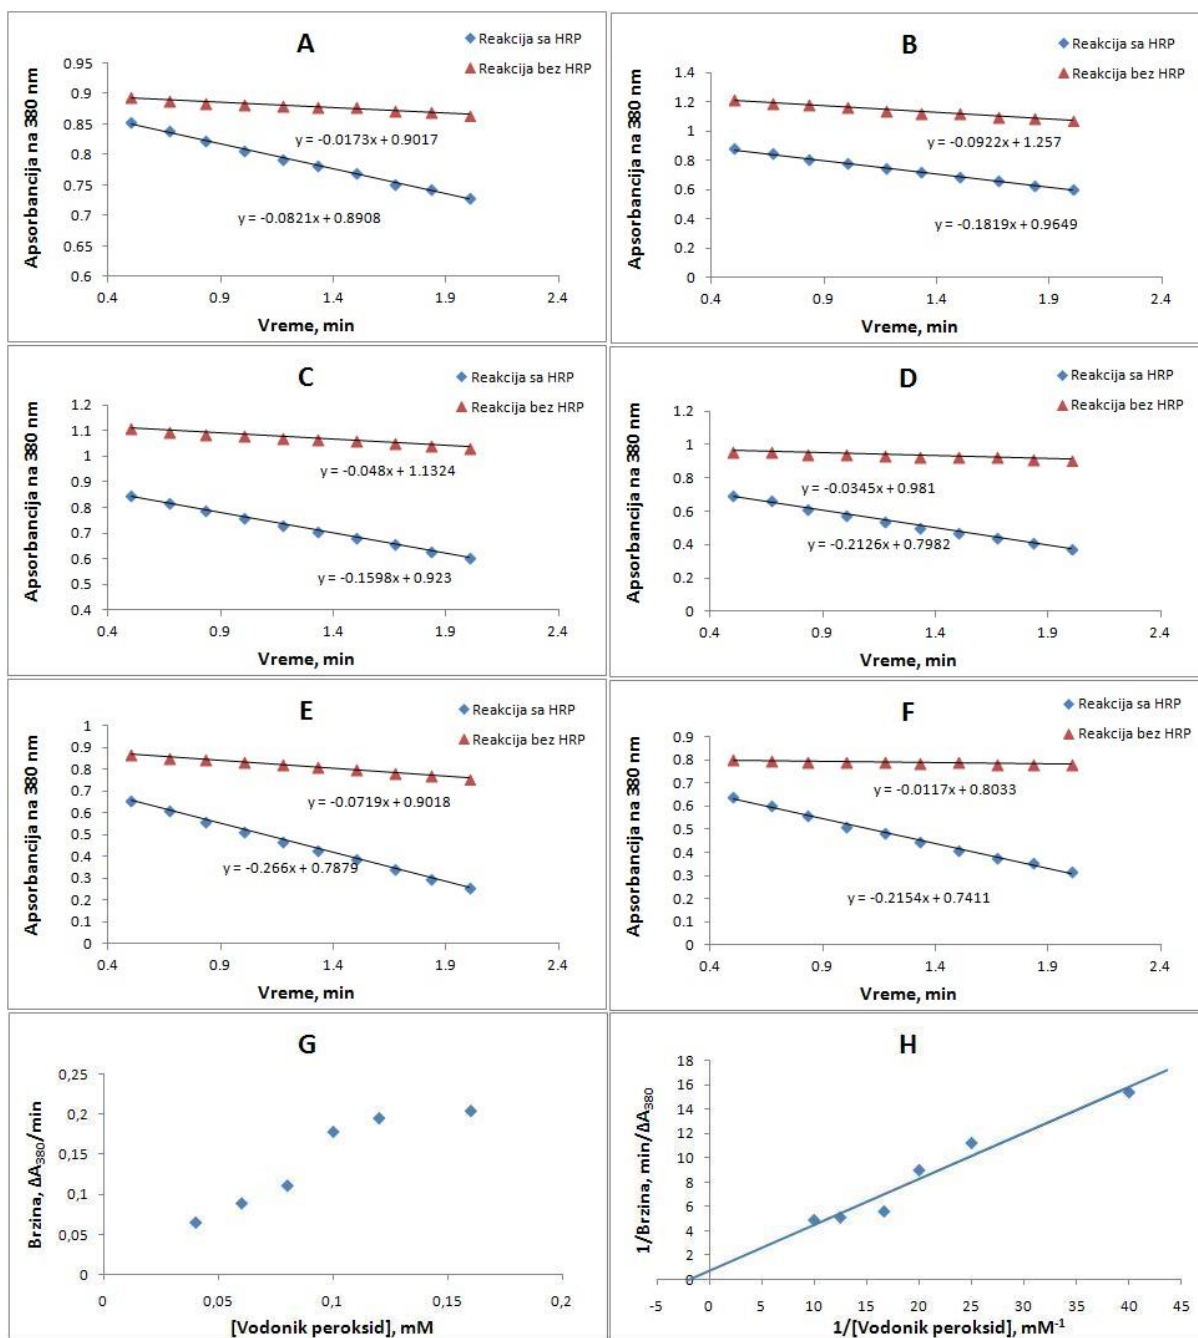 A
Reakcija sa HRP
Reakcija bez HRP
Apsorbancija na 380 nm
0.95
0.9
0.85
0.8
0.75
0.7
0.65
0.6
y = -0.0173x + 0.9017
y = -0.0821x + 0.8908
0.4 0.9 1.4 1.9 2.4
Vreme, min
B
Reakcija sa HRP
Reakcija bez HRP
Apsorbancija na 380 nm
1.4
1.2
1
0.8
0.6
0.4
0.2
0
y = -0.0922x + 1.257
y = -0.1819x + 0.9649
0.4 0.9 1.4 1.9 2.4
Vreme, min
C
Reakcija sa HRP
Reakcija bez HRP
Apsorbancija na 380 nm
1.2
1.1
1
0.9
0.8
0.7
0.6
0.5
0.4
y = -0.048x + 1.1324
y = -0.1598x + 0.923
0.4 0.9 1.4 1.9 2.4
Vreme, min
D
Reakcija sa HRP
Reakcija bez HRP
Apsorbancija na 380 nm
1.2
1
0.8
0.6
0.4
0.2
0
y = -0.0345x + 0.981
y = -0.2126x + 0.7982
0.4 0.9 1.4 1.9 2.4
Vreme, min
E
Reakcija sa HRP
Reakcija bez HRP
Apsorbancija na 380 nm
1
0.9
0.8
0.7
0.6
0.5
0.4
0.3
0.2
0.1
0
y = -0.0719x + 0.9018
y = -0.266x + 0.7879
0.4 0.9 1.4 1.9 2.4
Vreme, min
F
Reakcija sa HRP
Reakcija bez HRP
Apsorbancija na 380 nm
0.9
0.8
0.7
0.6
0.5
0.4
0.3
0.2
0.1
0
y = -0.0117x + 0.8033
y = -0.2154x + 0.7411
0.4 0.9 1.4 1.9 2.4
Vreme, min
G
Brzina, ΔA₃₈₀/min
0,25
0,2
0,15
0,1
0,05
0
0 0,05 0,1 0,15 0,2
[Vodonik peroksid], mM
H
1/Brzina, min/ΔA₃₈₀
18
16
14
12
10
8
6
4
2
0
-5 0 5 10 15 20 25 30 35 40 45
1/[Vodonik peroksid], mM⁻¹